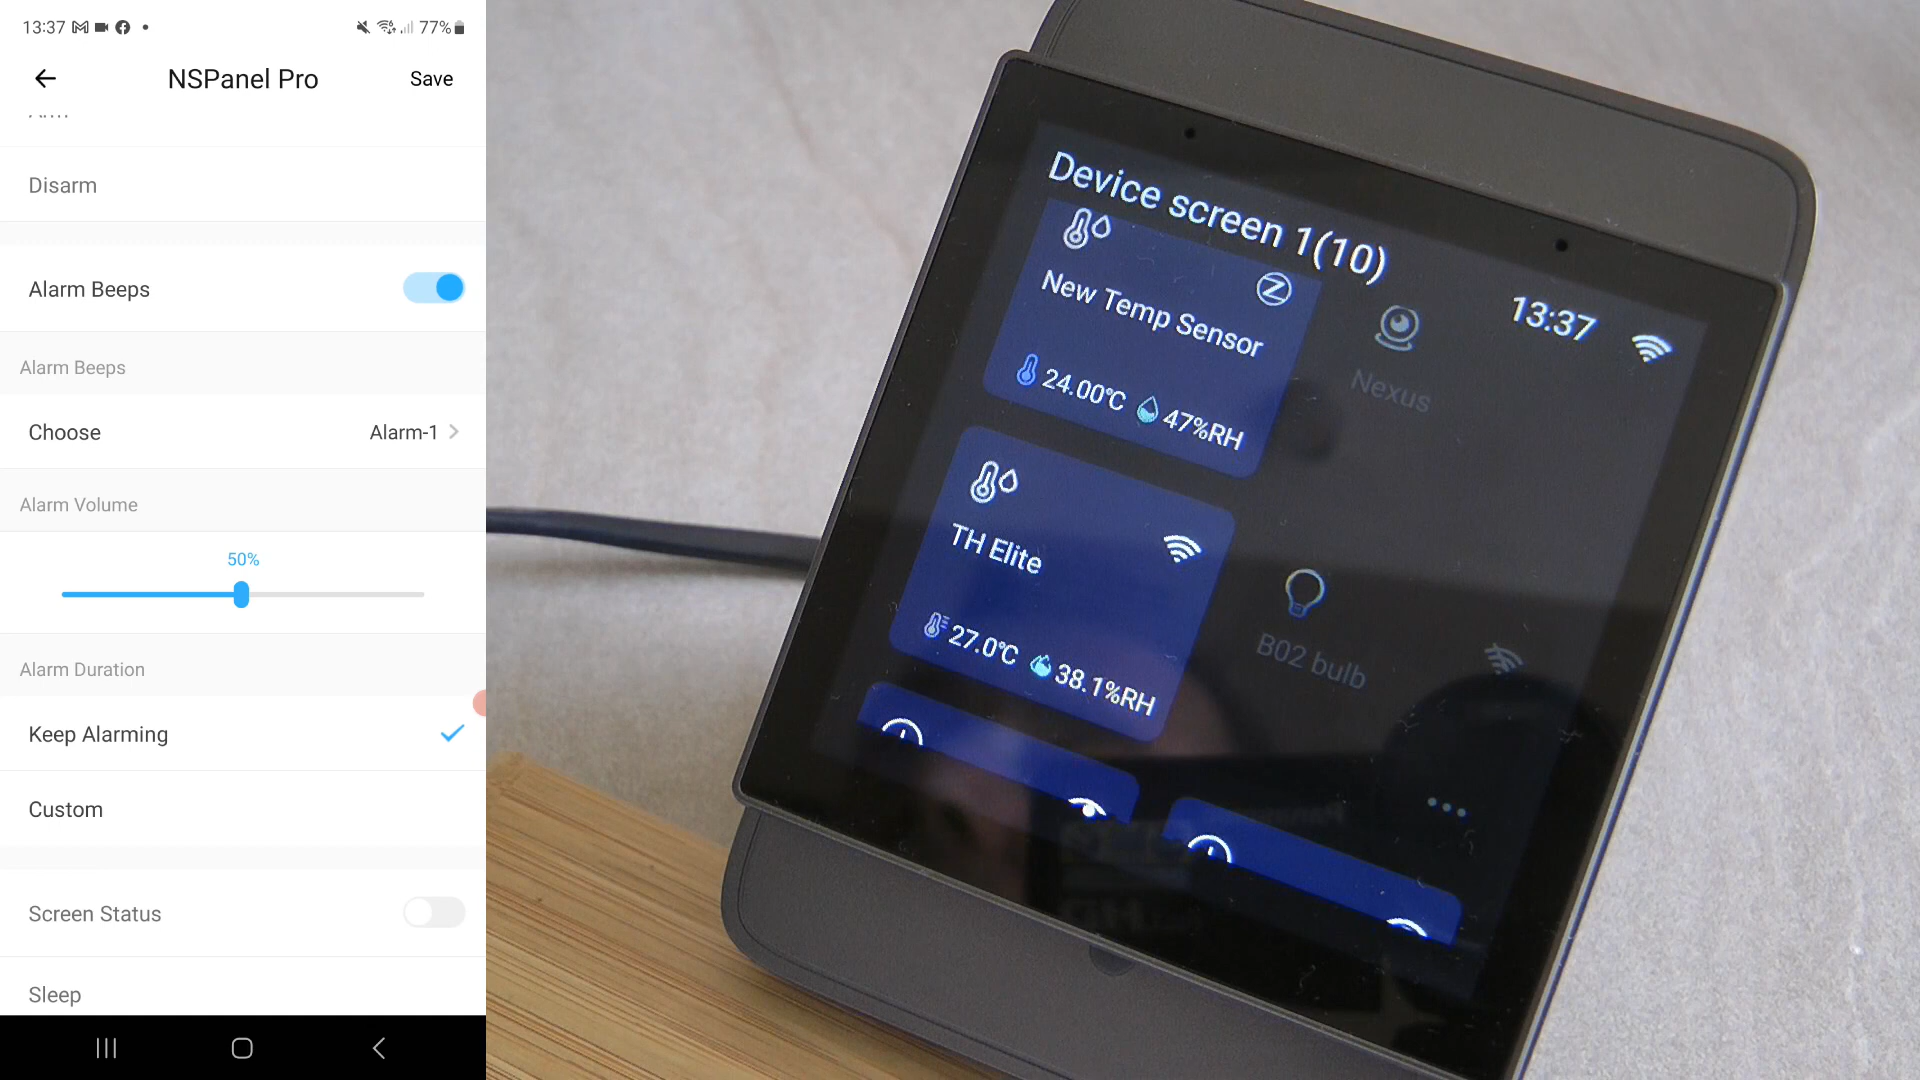 13:37
77%
NSPanel Pro
Save
Disarm
Alarm Beeps
Alarm Beeps
Choose
Alarm-1
Alarm Volume
50%
Alarm Duration
Keep Alarming
Custom
Screen Status
Sleep
Device screen 1(10)
13:37
New Temp Sensor
24.00℃
47%RH
Nexus
TH Elite
27.0℃
38.1%RH
B02 bulb